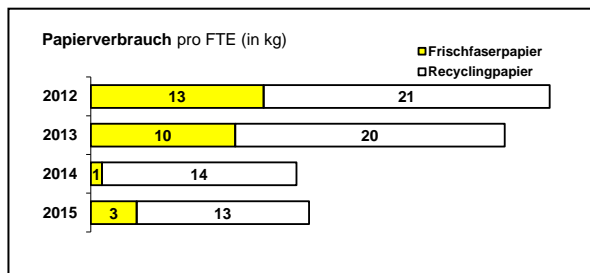 Papierverbrauch pro FTE (in kg)
Frischfaserpapier
Recyclingpapier
2012 13 21
2013 10 20
2014 1 14
2015 3 13